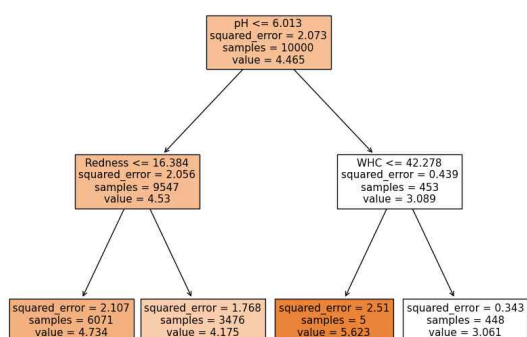 pH <= 6.013
squared_error = 2.073
samples = 10000
value = 4.465
Redness <= 16.384
squared_error = 2.056
samples = 9547
value = 4.53
WHC <= 42.278
squared_error = 0.439
samples = 453
value = 3.089
squared_error = 2.107
samples = 6071
value = 4.734
squared_error = 1.768
samples = 3476
value = 4.175
squared_error = 2.51
samples = 5
value = 5.623
squared_error = 0.343
samples = 448
value = 3.061